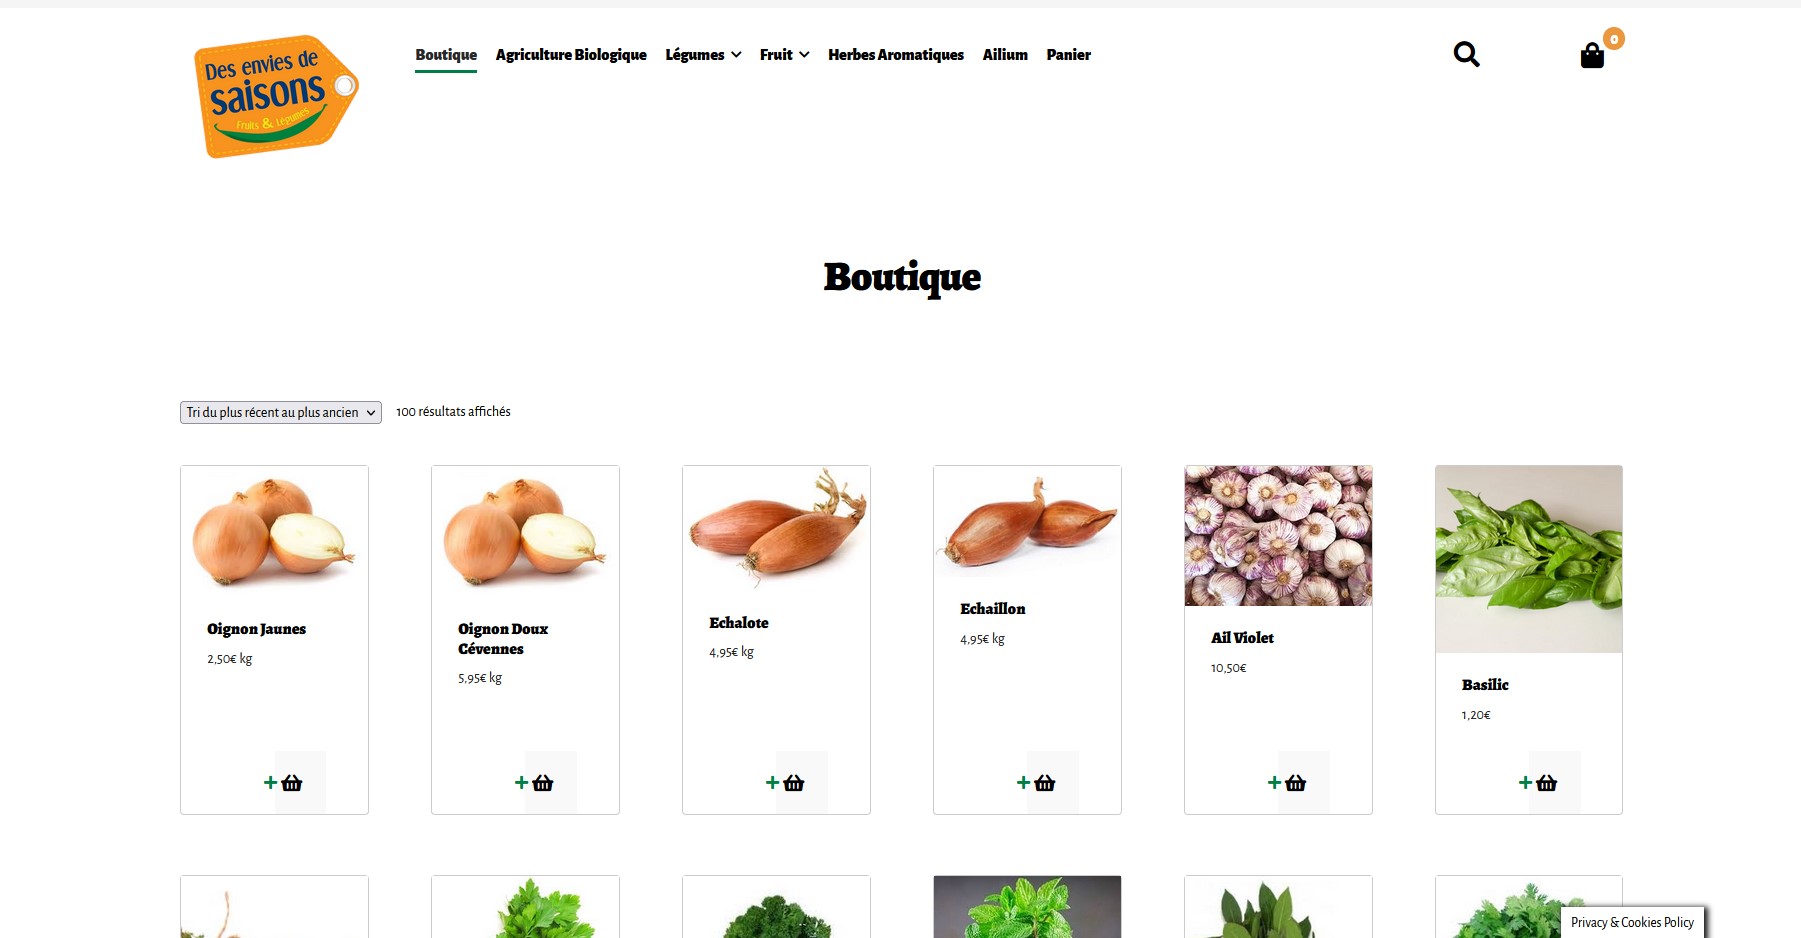 Des envies de
saisons
Fruits & Légumes
Boutique Agriculture Biologique Légumes Fruit Herbes Aromatiques Ailium Panier
0
Boutique
Tri du plus récent au plus ancien 100 résultats affichés
Oignon Jaunes
2,50€ kg
Oignon Doux
Cévennes
5,95€ kg
Echalote
4,95€ kg
Echaillon
4,95€ kg
Ail Violet
10,50€
Basilic
1,20€
+
+
+
+
+
+
Privacy & Cookies Policy